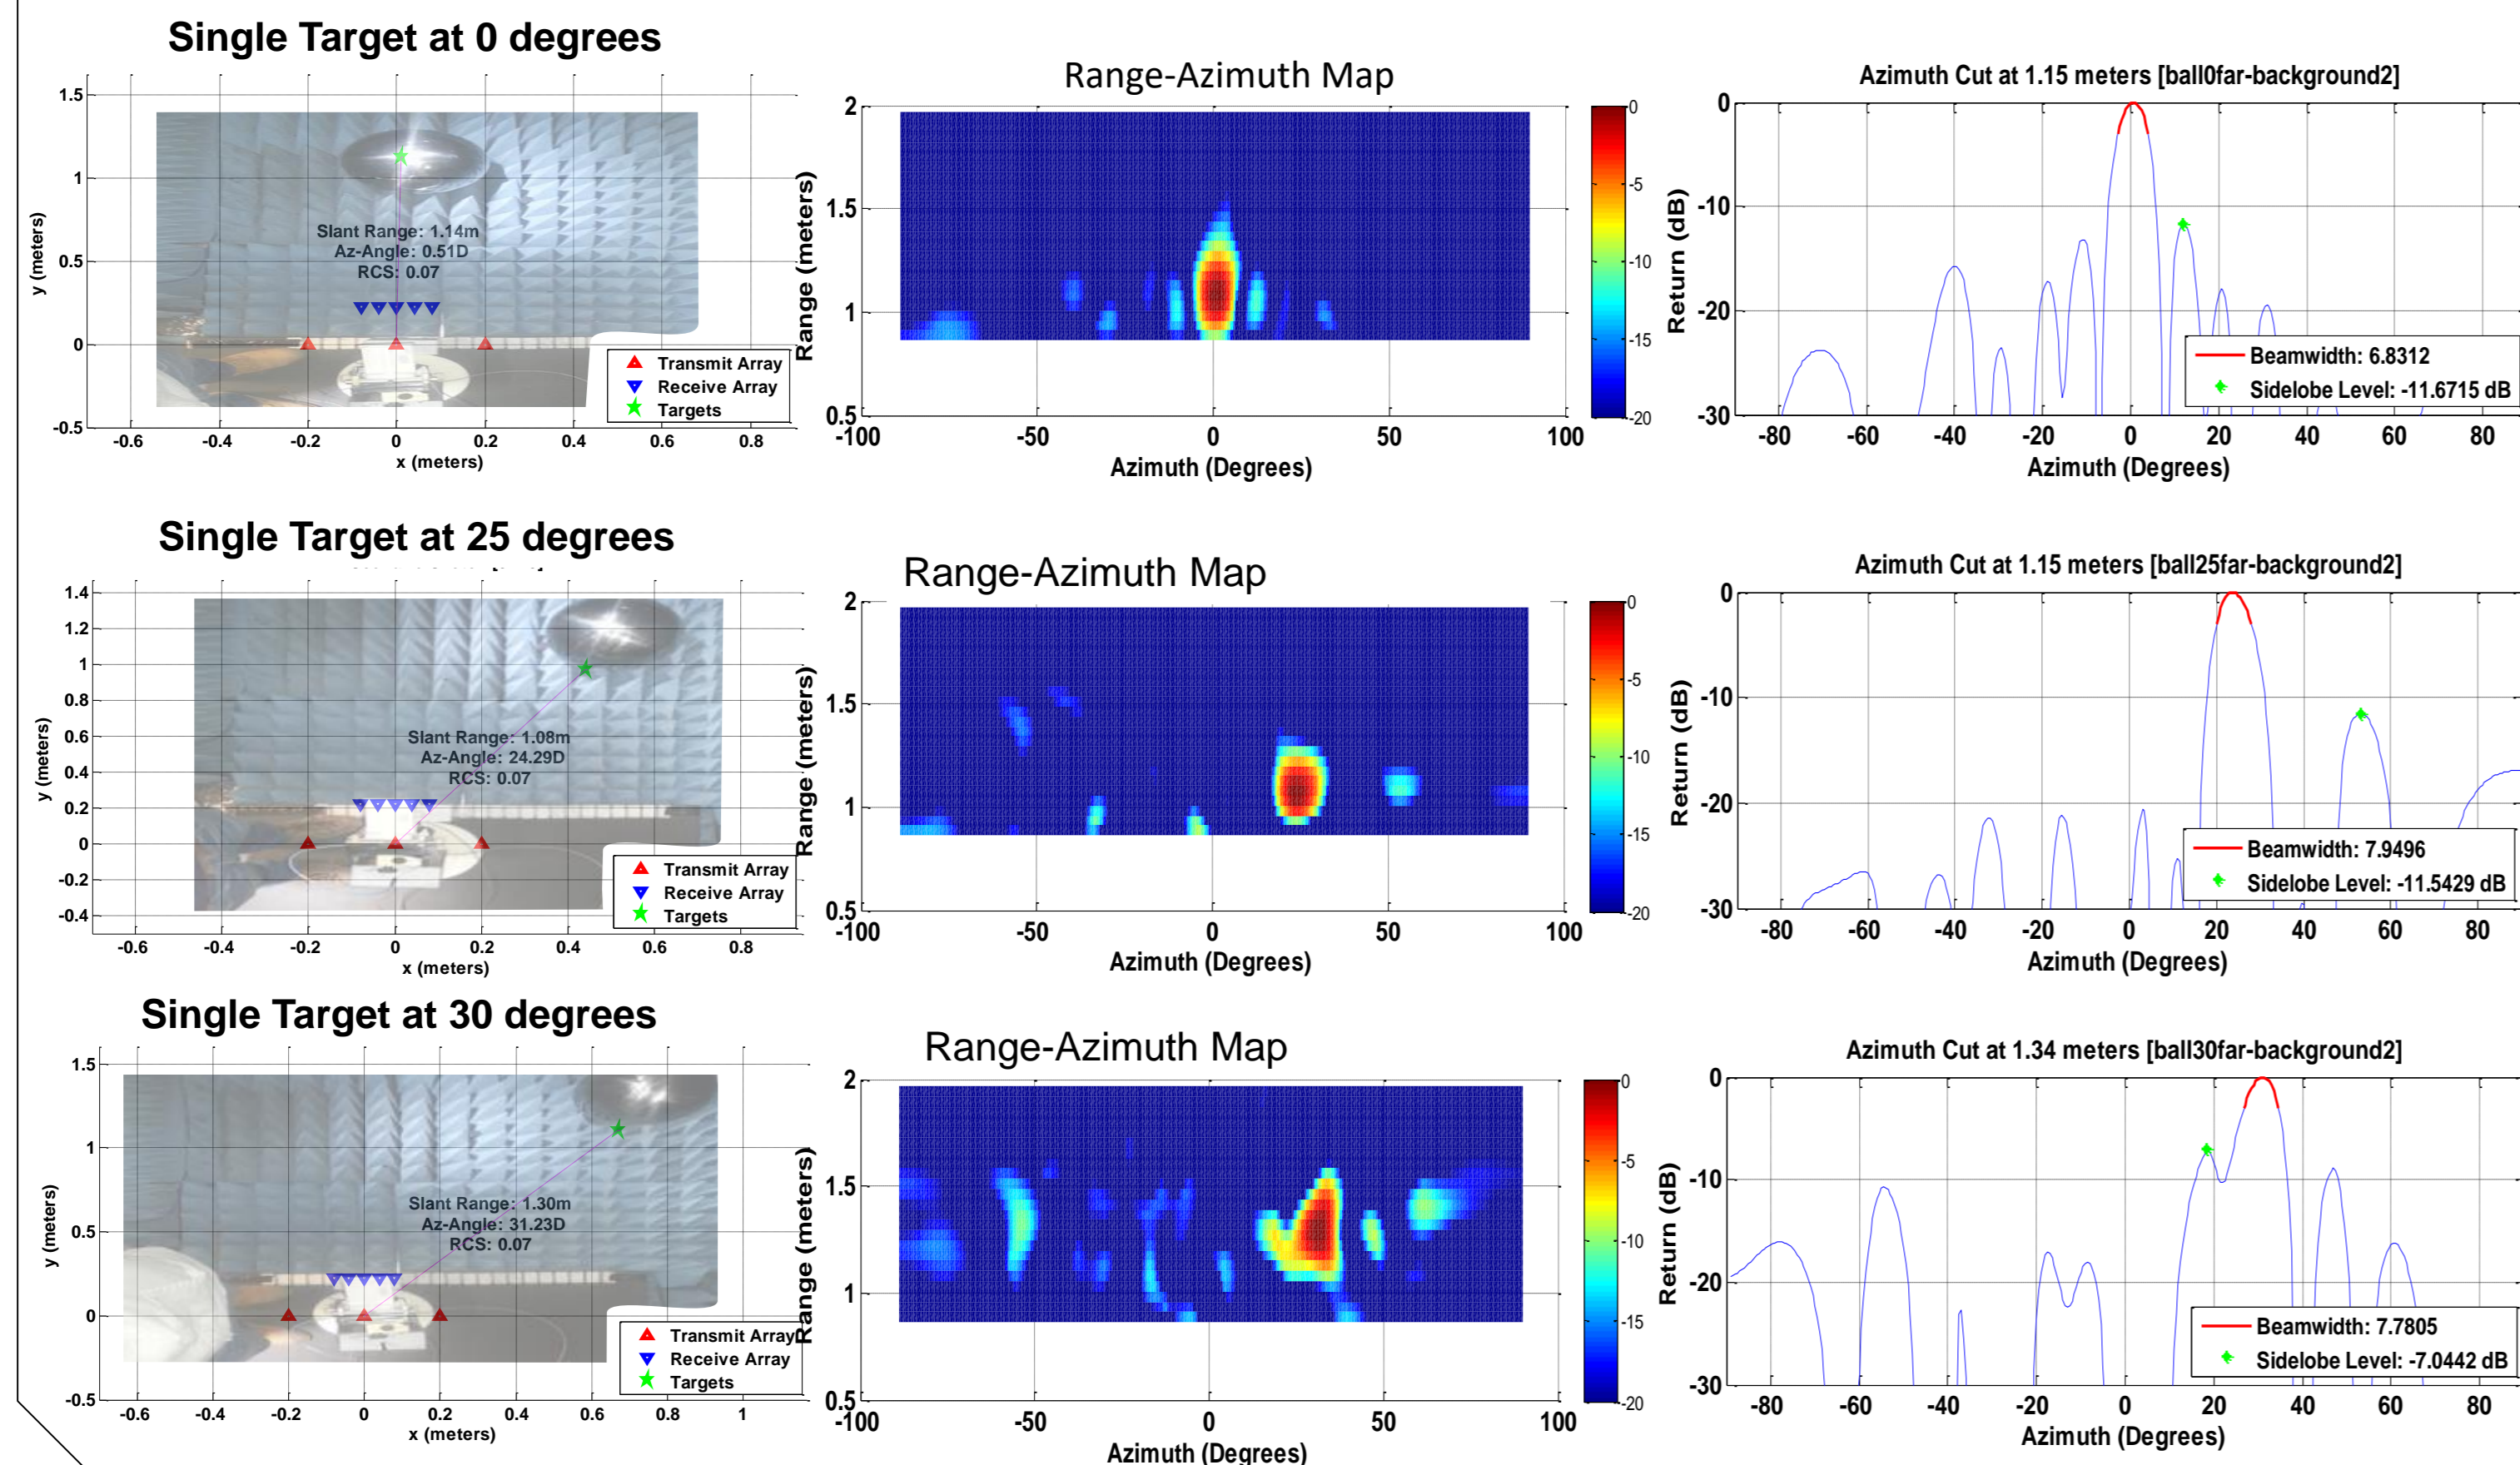 Single Target at 0 degrees
1.5
1
0.5
0
-0.5
y (meters)
-0.6
-0.4
-0.2
0
0.2
0.4
0.6
0.8
x (meters)
Slant Range: 1.14m
Az-Angle: 0.51D
RCS: 0.07
Transmit Array
Receive Array
Targets
Range-Azimuth Map
2
1.5
1
0.5
Range (meters)
-100
-50
0
50
100
Azimuth (Degrees)
0
-5
-10
-15
-20
Azimuth Cut at 1.15 meters [ball0far-background2]
0
-10
-20
-30
Return (dB)
-80
-60
-40
-20
0
20
40
60
80
Azimuth (Degrees)
Beamwidth: 6.8312
Sidelobe Level: -11.6715 dB
Single Target at 25 degrees
1.4
1.2
1
0.8
0.6
0.4
0.2
0
-0.2
-0.4
y (meters)
-0.6
-0.4
-0.2
0
0.2
0.4
0.6
0.8
x (meters)
Slant Range: 1.08m
Az-Angle: 24.29D
RCS: 0.07
Transmit Array
Receive Array
Targets
Range-Azimuth Map
2
1.5
1
0.5
Range (meters)
-100
-50
0
50
100
Azimuth (Degrees)
0
-5
-10
-15
-20
Azimuth Cut at 1.15 meters [ball25far-background2]
0
-10
-20
-30
Return (dB)
-80
-60
-40
-20
0
20
40
60
80
Azimuth (Degrees)
Beamwidth: 7.9496
Sidelobe Level: -11.5429 dB
Single Target at 30 degrees
1.5
1
0.5
0
-0.5
y (meters)
-0.6
-0.4
-0.2
0
0.2
0.4
0.6
0.8
1
x (meters)
Slant Range: 1.30m
Az-Angle: 31.23D
RCS: 0.07
Transmit Array
Receive Array
Targets
Range-Azimuth Map
2
1.5
1
0.5
Range (meters)
-100
-50
0
50
100
Azimuth (Degrees)
0
-5
-10
-15
-20
Azimuth Cut at 1.34 meters [ball30far-background2]
0
-10
-20
-30
Return (dB)
-80
-60
-40
-20
0
20
40
60
80
Azimuth (Degrees)
Beamwidth: 7.7805
Sidelobe Level: -7.0442 dB